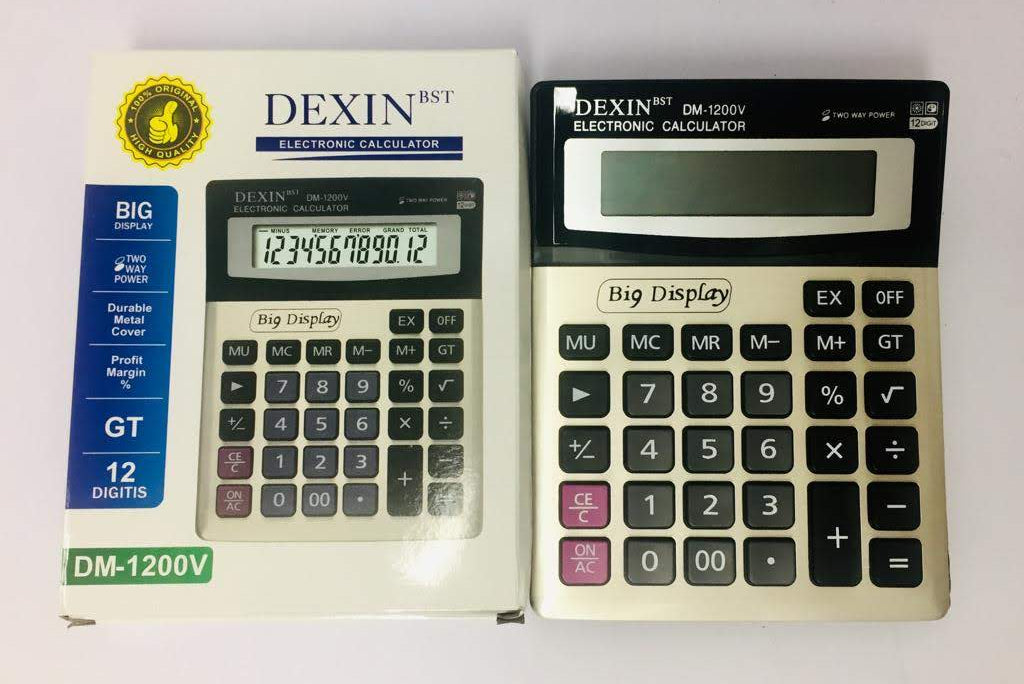 100% ORIGINAL
HIGH QUALITY
DEXIN BST
ELECTRONIC CALCULATOR
BIG
DISPLAY
TWO
WAY
POWER
Durable
Metal
Cover
Profit
Margin
%
GT
12
DIGITIS
DM-1200V
DEXIN BST DM-1200V
ELECTRONIC CALCULATOR
TWO WAY POWER
MINUS MEMORY ERROR GRAND TOTAL
1234567890.12
Big Display
EX OFF
MU MC MR M− M+ GT
▶ 7 8 9 % √
+/− 4 5 6 × ÷
CE/C 1 2 3 + −
ON/AC 0 00 · =
DEXIN BST DM-1200V
ELECTRONIC CALCULATOR
TWO WAY POWER
12 DIGIT
Big Display
EX OFF
MU MC MR M− M+ GT
▶ 7 8 9 % √
+/− 4 5 6 × ÷
CE/C 1 2 3 + −
ON/AC 0 00 · =